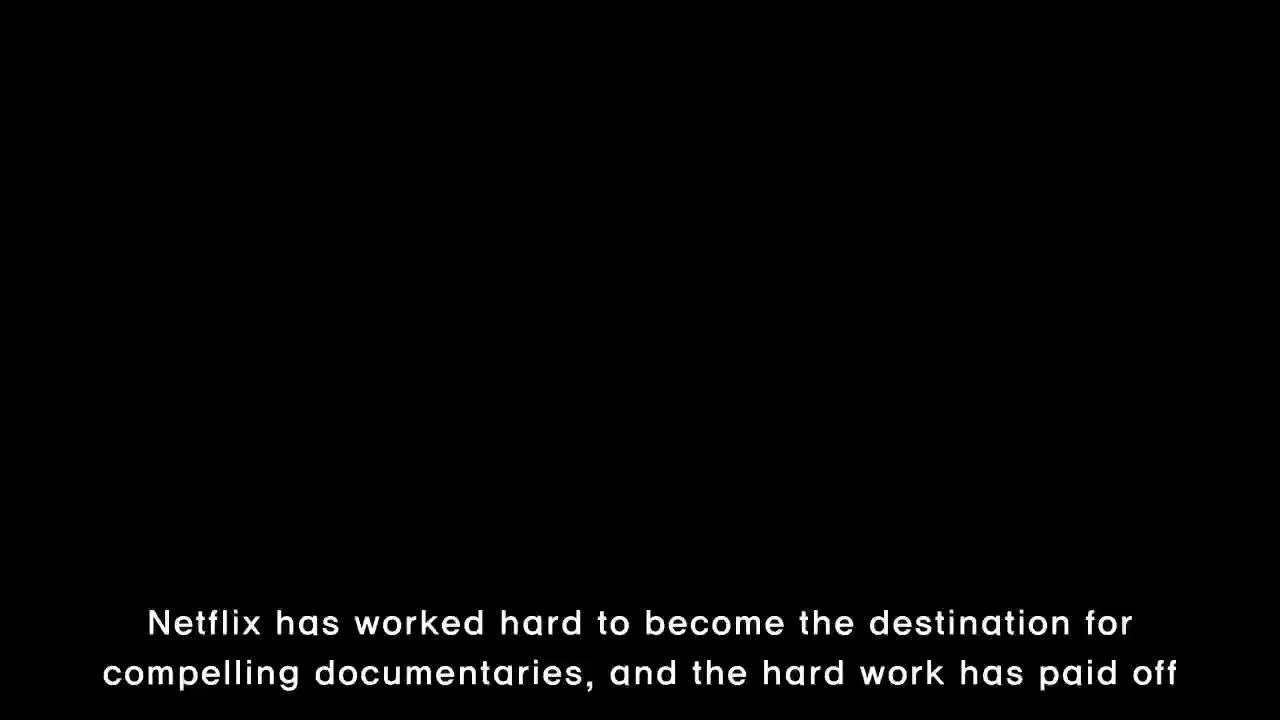 Netflix has worked hard to become the destination for
compelling documentaries, and the hard work has paid off